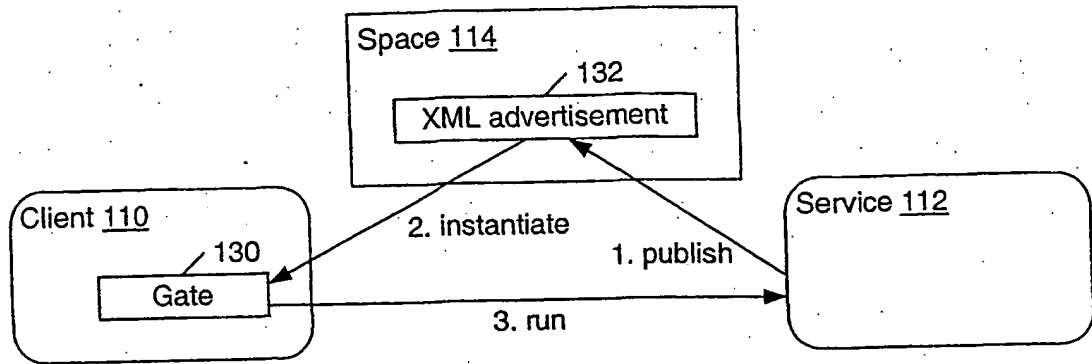 Space 114
132
XML advertisement
Client 110
2. instantiate
Service 112
130
1. publish
Gate
3. run